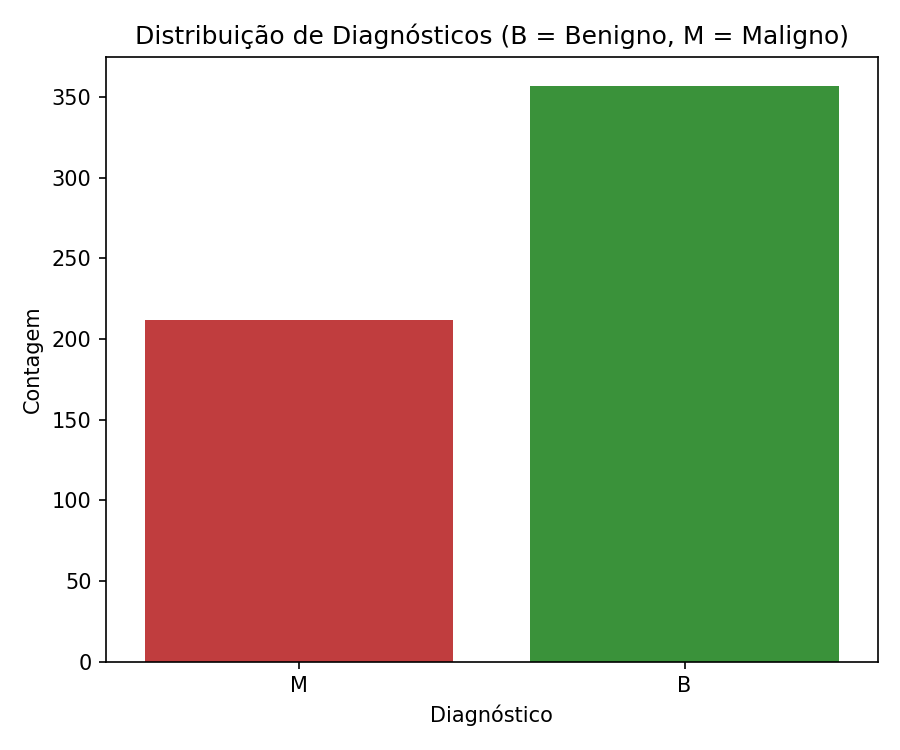 Distribuição de Diagnósticos (B = Benigno, M = Maligno)
350
300
250
200
150
100
50
0
Contagem
M B
Diagnóstico